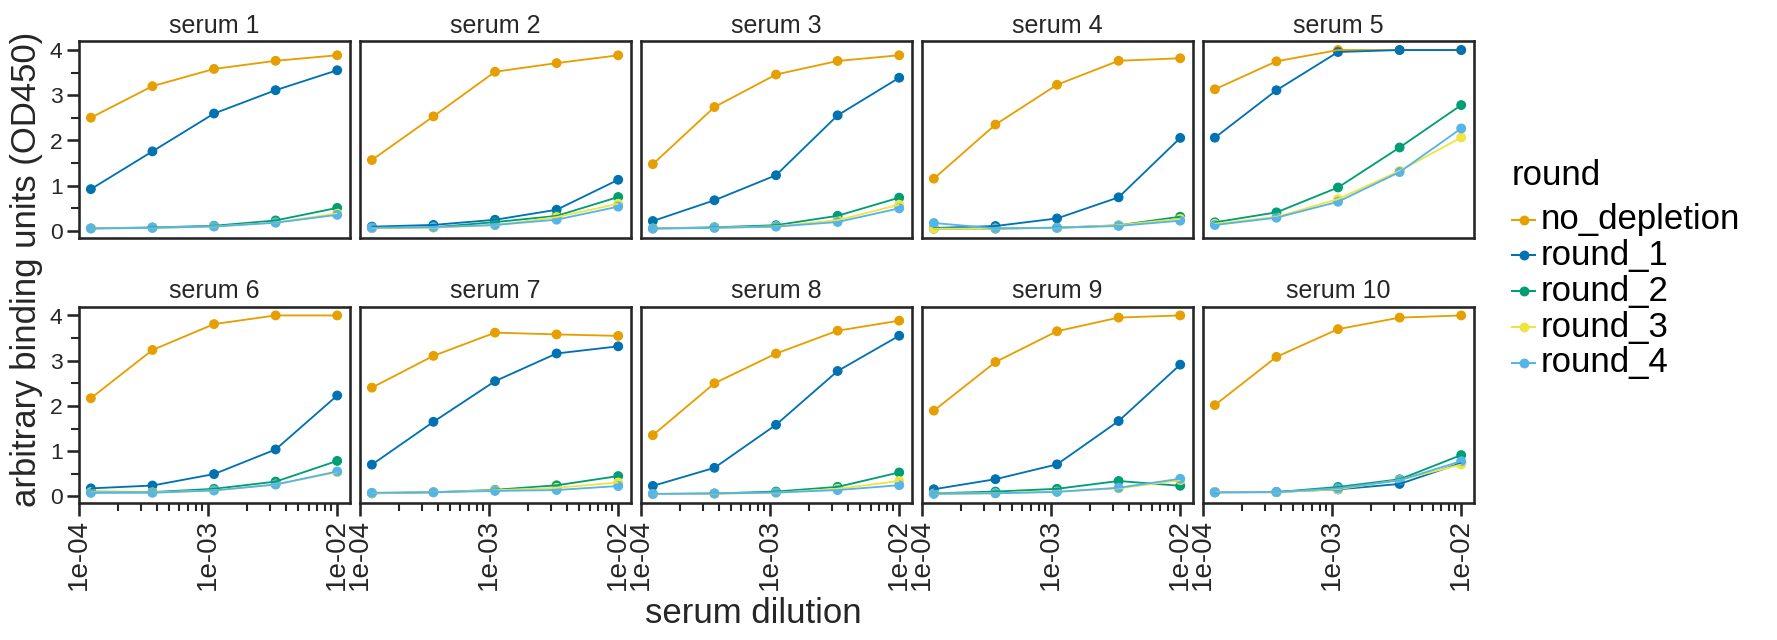 serum 1
serum 2
serum 3
serum 4
serum 5
4
3
2
1
0
serum 6
serum 7
serum 8
serum 9
serum 10
4
3
2
1
0
1e-04
1e-03
1e-02
1e-04
1e-03
1e-02
1e-04
1e-03
1e-02
1e-04
1e-03
1e-02
1e-04
1e-03
1e-02
serum dilution
arbitrary binding units (OD450)
round
no_depletion
round_1
round_2
round_3
round_4